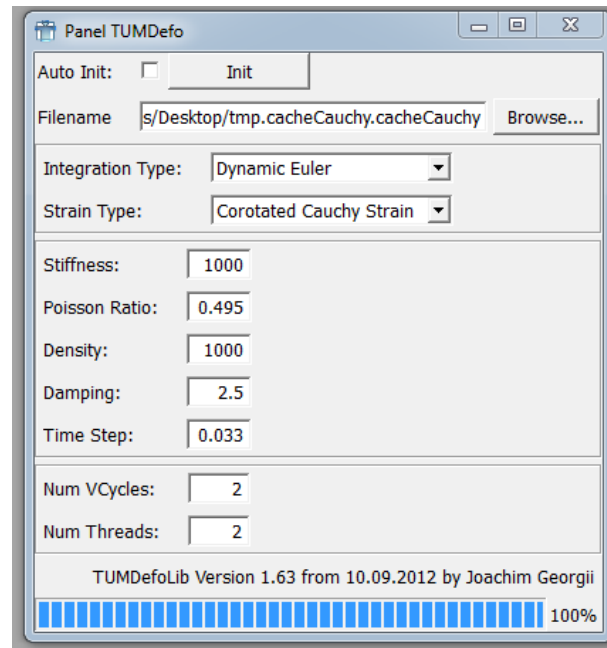 Panel TUMDefo
Auto Init: Init
Filename s/Desktop/tmp.cacheCauchy.cacheCauchy Browse...
Integration Type: Dynamic Euler
Strain Type: Corotated Cauchy Strain
Stiffness: 1000
Poisson Ratio: 0.495
Density: 1000
Damping: 2.5
Time Step: 0.033
Num VCycles: 2
Num Threads: 2
TUMDefoLib Version 1.63 from 10.09.2012 by Joachim Georgii
100%